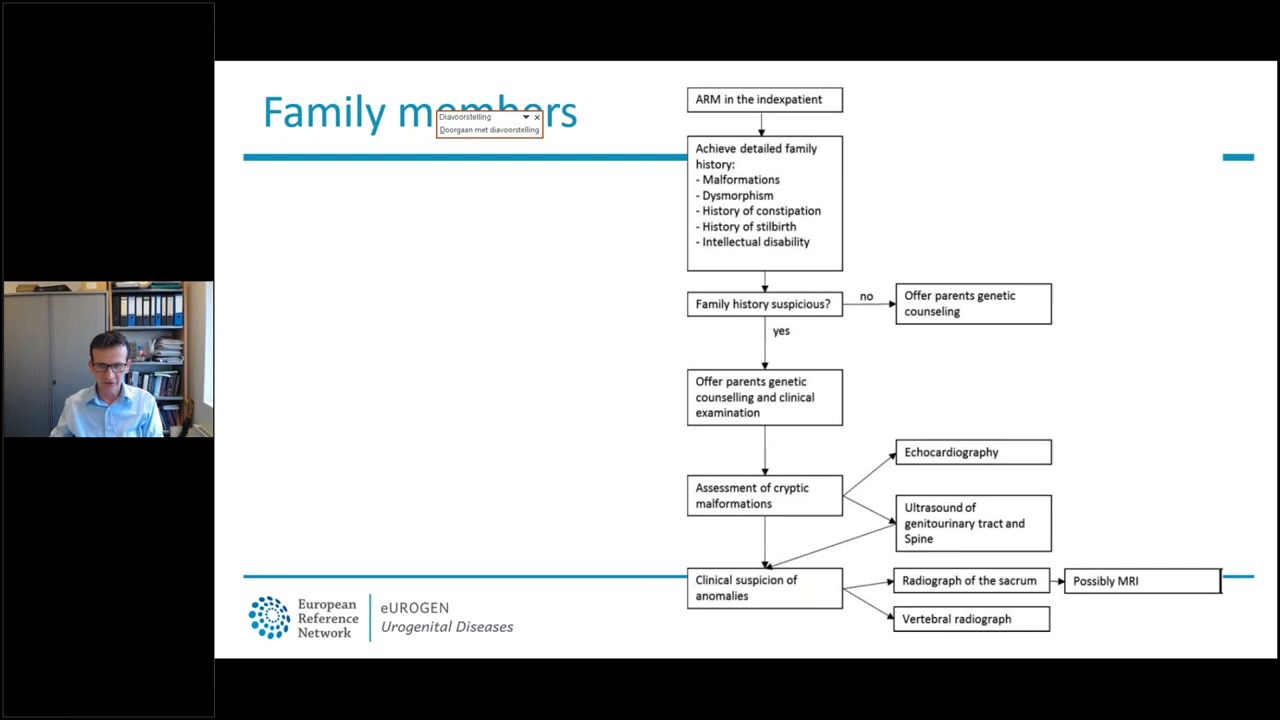 Family members
Diavoorstelling
Doorgaan met diavoorstelling
ARM in the indexpatient
Achieve detailed family
history:
- Malformations
- Dysmorphism
- History of constipation
- History of stilbirth
- Intellectual disability
Family history suspicious?
no
Offer parents genetic
counseling
yes
Offer parents genetic
counselling and clinical
examination
Assessment of cryptic
malformations
Echocardiography
Ultrasound of
genitourinary tract and
Spine
Clinical suspicion of
anomalies
Radiograph of the sacrum
Possibly MRI
Vertebral radiograph
European
Reference
Network
eUROGEN
Urogenital Diseases